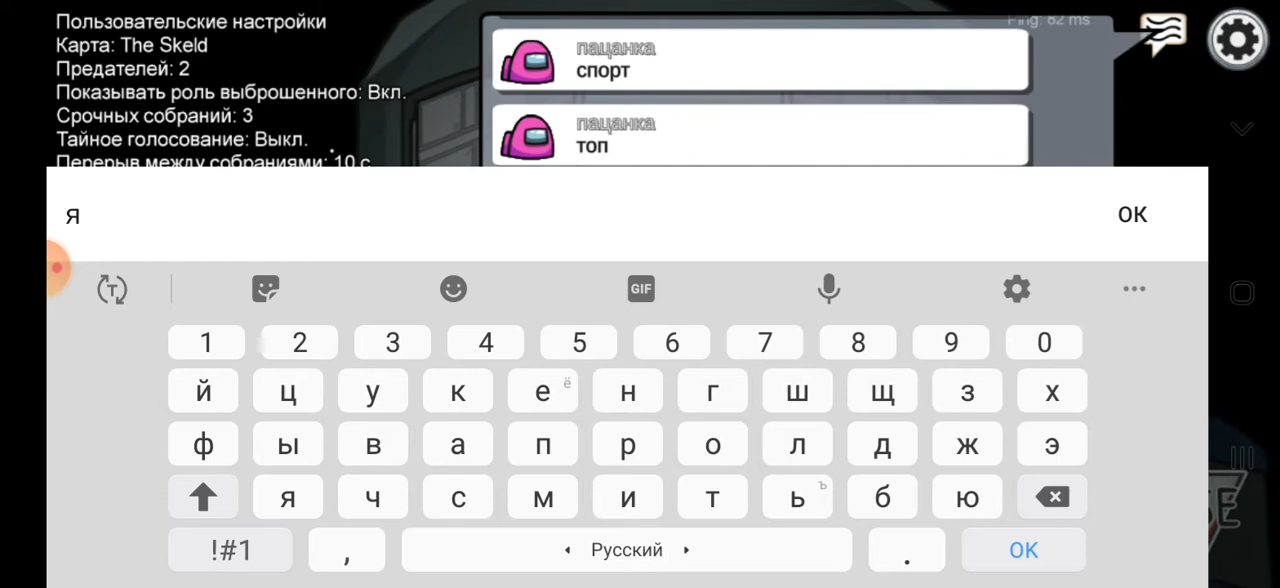 Пользовательские настройки
Карта: The Skeld
Предателей: 2
Показывать роль выброшенного: Вкл.
Срочных собраний: 3
Тайное голосование: Выкл.
Перерыв между собраниями: 10 с
Ping: 82 ms
пацанка
спорт
пацанка
топ
я
ОК
T
GIF
1 2 3 4 5 6 7 8 9 0
й ц у к е ё н г ш щ з х
ф ы в а п р о л д ж э
я ч с м и т ь ъ б ю
!#1 , Русский . OK